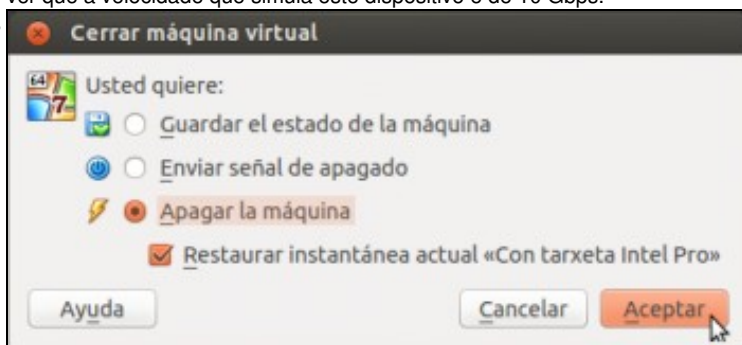 ver que a velocidade que simula este dispositivo é de 10 Gbps.
Cerrar máquina virtual
64
7
Usted quiere:
Guardar el estado de la máquina
Enviar señal de apagado
Apagar la máquina
Restaurar instantánea actual «Con tarxeta Intel Pro»
Ayuda Cancelar Aceptar